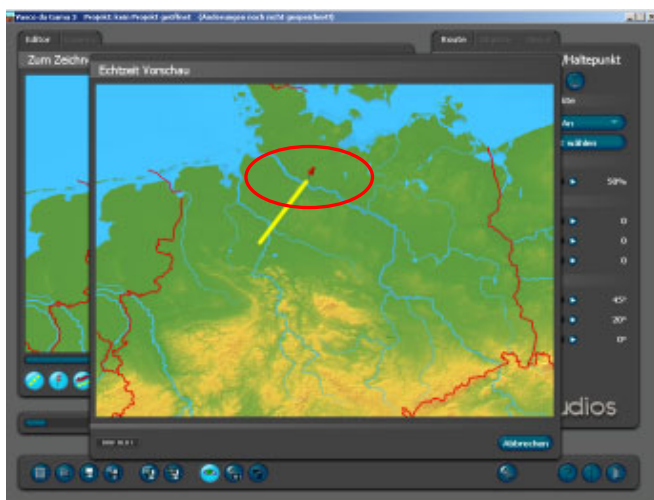 Vasco da Gama 3 Projekt: kein Projekt geöffnet (Änderungen noch nicht gespeichert!)
Editor
Route
Zum Zeichn
/Haltepunkt
Echtzeit Vorschau
An
t wählen
50%
0
0
0
45°
20°
0°
udios
Abbrechen